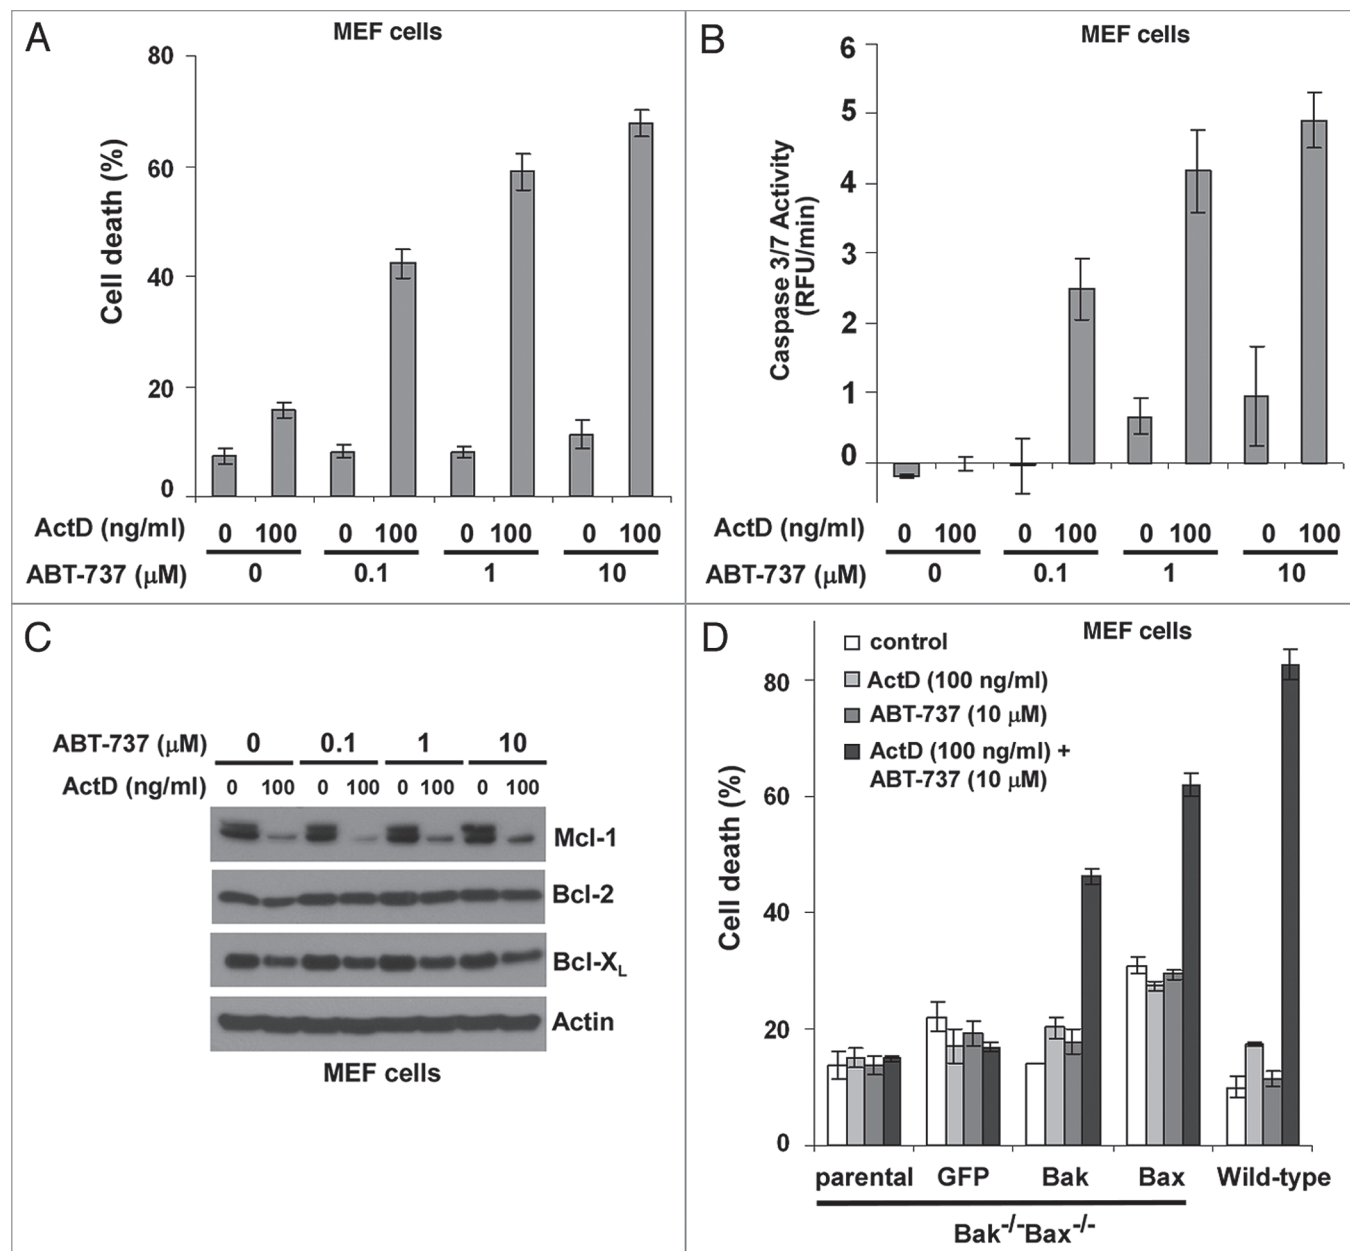 A
MEF cells
80
60
40
20
0
Cell death (%)
ActD (ng/ml) 0 100 0 100 0 100 0 100
ABT-737 (μM) 0 0.1 1 10
B
MEF cells
6
5
4
3
2
1
0
Caspase 3/7 Activity
(RFU/min)
ActD (ng/ml) 0 100 0 100 0 100 0 100
ABT-737 (μM) 0 0.1 1 10
C
ABT-737 (μM) 0 0.1 1 10
ActD (ng/ml) 0 100 0 100 0 100 0 100
Mcl-1
Bcl-2
Bcl-XL
Actin
MEF cells
D
MEF cells
control
ActD (100 ng/ml)
ABT-737 (10 μM)
ActD (100 ng/ml) +
ABT-737 (10 μM)
80
60
40
20
0
Cell death (%)
parental GFP Bak Bax Wild-type
Bak-/-Bax-/-